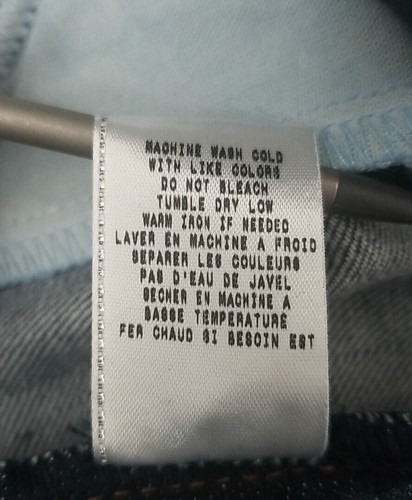 MACHINE WASH COLD
WITH LIKE COLORS
DO NOT BLEACH
TUMBLE DRY LOW
WARM IRON IF NEEDED
LAVER EN MACHINE A FROID
SEPARER LES COULEURS
PAS D'EAU DE JAVEL
SECHER EN MACHINE A
BASSE TEMPERATURE
FER CHAUD SI BESOIN EST